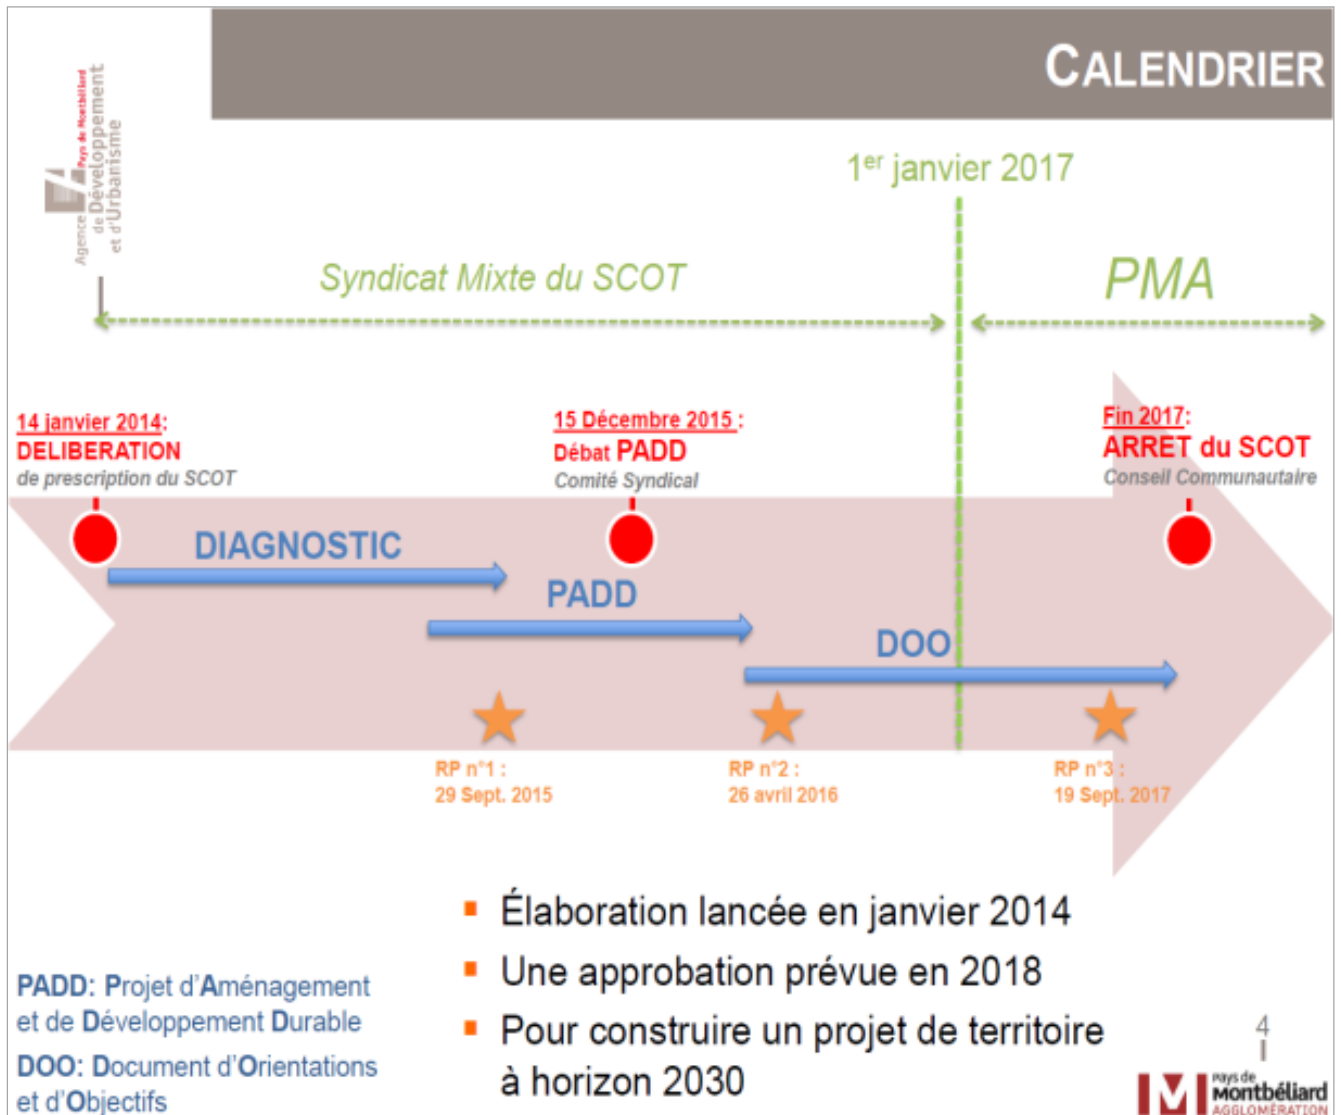 CALENDRIER
Agence
Pays de Montbéliard
de Développement
et d'Urbanisme
1er janvier 2017
Syndicat Mixte du SCOT
PMA
14 janvier 2014:
DELIBERATION
de prescription du SCOT
15 Décembre 2015 :
Débat PADD
Comité Syndical
Fin 2017:
ARRET du SCOT
Conseil Communautaire
DIAGNOSTIC
PADD
DOO
RP n°1 :
29 Sept. 2015
RP n°2 :
26 avril 2016
RP n°3 :
19 Sept. 2017
Élaboration lancée en janvier 2014
Une approbation prévue en 2018
Pour construire un projet de territoire
à horizon 2030
PADD: Projet d'Aménagement
et de Développement Durable
DOO: Document d'Orientations
et d'Objectifs
4
Pays de
Montbéliard
AGGLOMÉRATION